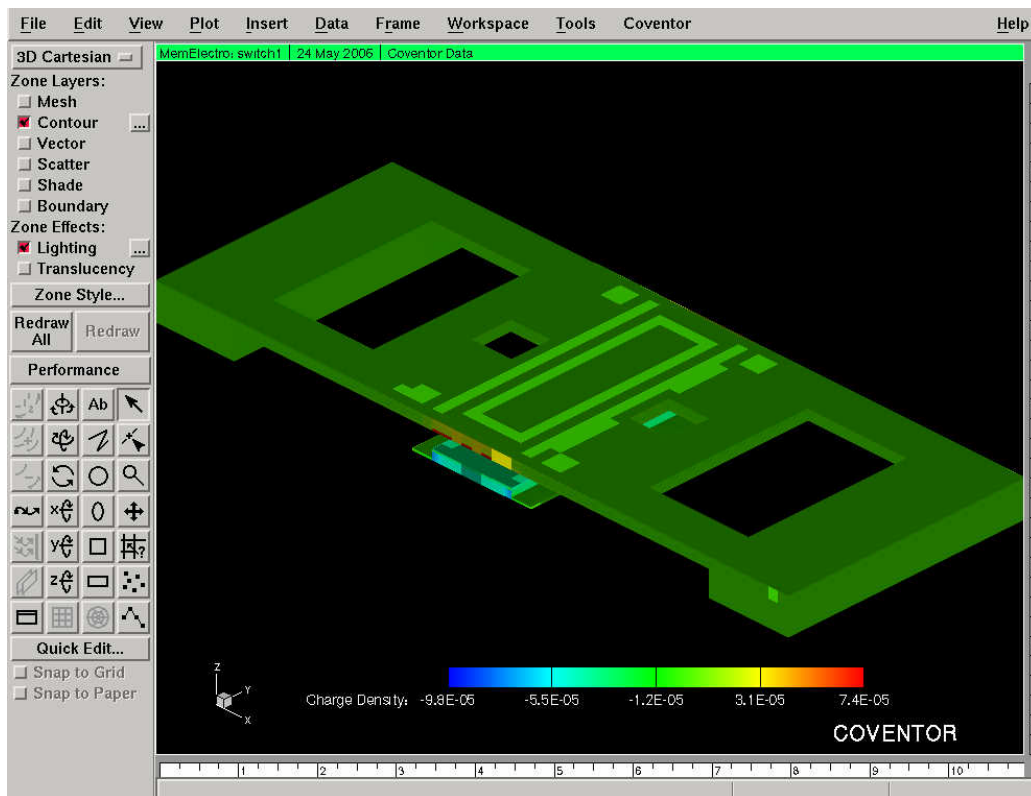 File Edit View Plot Insert Data Frame Workspace Tools Coventor Help
3D Cartesian
MemElectro: switch1 | 24 May 2006 | Coventor Data
Zone Layers:
Mesh
Contour ...
Vector
Scatter
Shade
Boundary
Zone Effects:
Lighting ...
Translucency
Zone Style...
Redraw All Redraw
Performance
Ab
X
Y
Z
?
Quick Edit...
Snap to Grid
Snap to Paper
Z
Y
X
Charge Density: -9.8E-05 -5.5E-05 -1.2E-05 3.1E-05 7.4E-05
COVENTOR
1 2 3 4 5 6 7 8 9 10